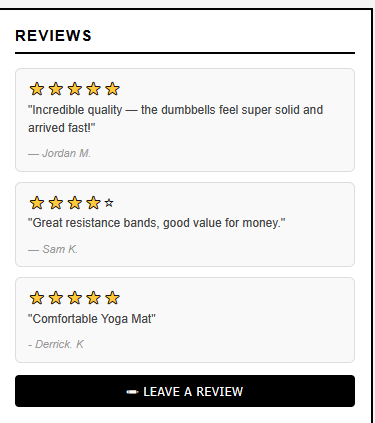 REVIEWS
"Incredible quality — the dumbbells feel super solid and
arrived fast!"
— Jordan M.
"Great resistance bands, good value for money."
— Sam K.
"Comfortable Yoga Mat"
- Derrick. K
LEAVE A REVIEW